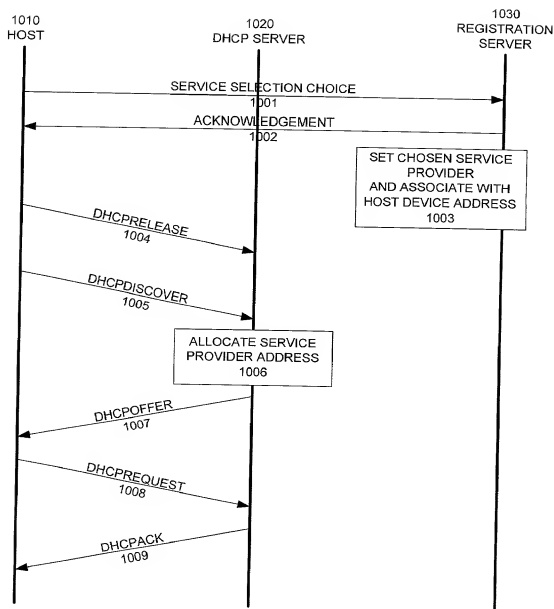 1010
HOST
1020
DHCP SERVER
1030
REGISTRATION
SERVER
SERVICE SELECTION CHOICE
1001
ACKNOWLEDGEMENT
1002
SET CHOSEN SERVICE
PROVIDER
AND ASSOCIATE WITH
HOST DEVICE ADDRESS
1003
DHCPRELEASE
1004
DHCPDISCOVER
1005
ALLOCATE SERVICE
PROVIDER ADDRESS
1006
DHCPOFFER
1007
DHCPREQUEST
1008
DHCPACK
1009